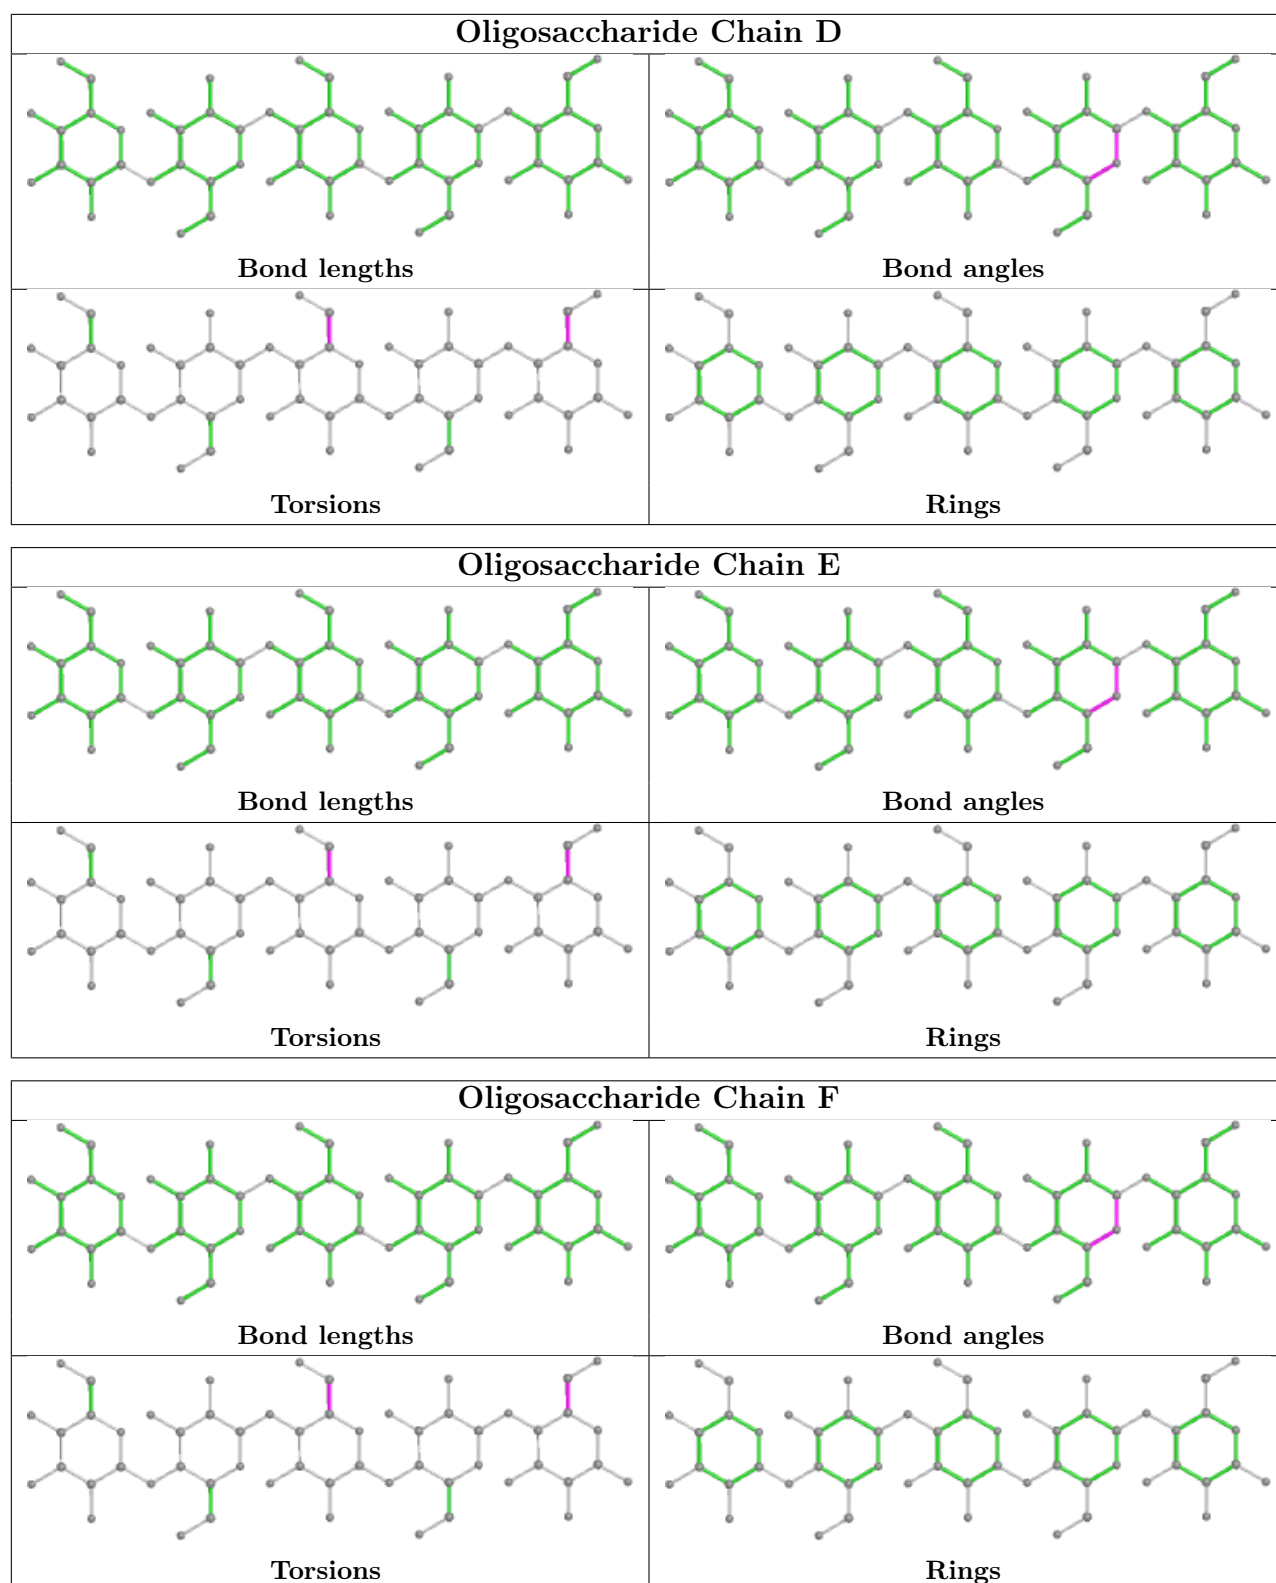 Oligosaccharide Chain D
Bond lengths
Bond angles
Torsions
Rings
Oligosaccharide Chain E
Bond lengths
Bond angles
Torsions
Rings
Oligosaccharide Chain F
Bond lengths
Bond angles
Torsions
Rings